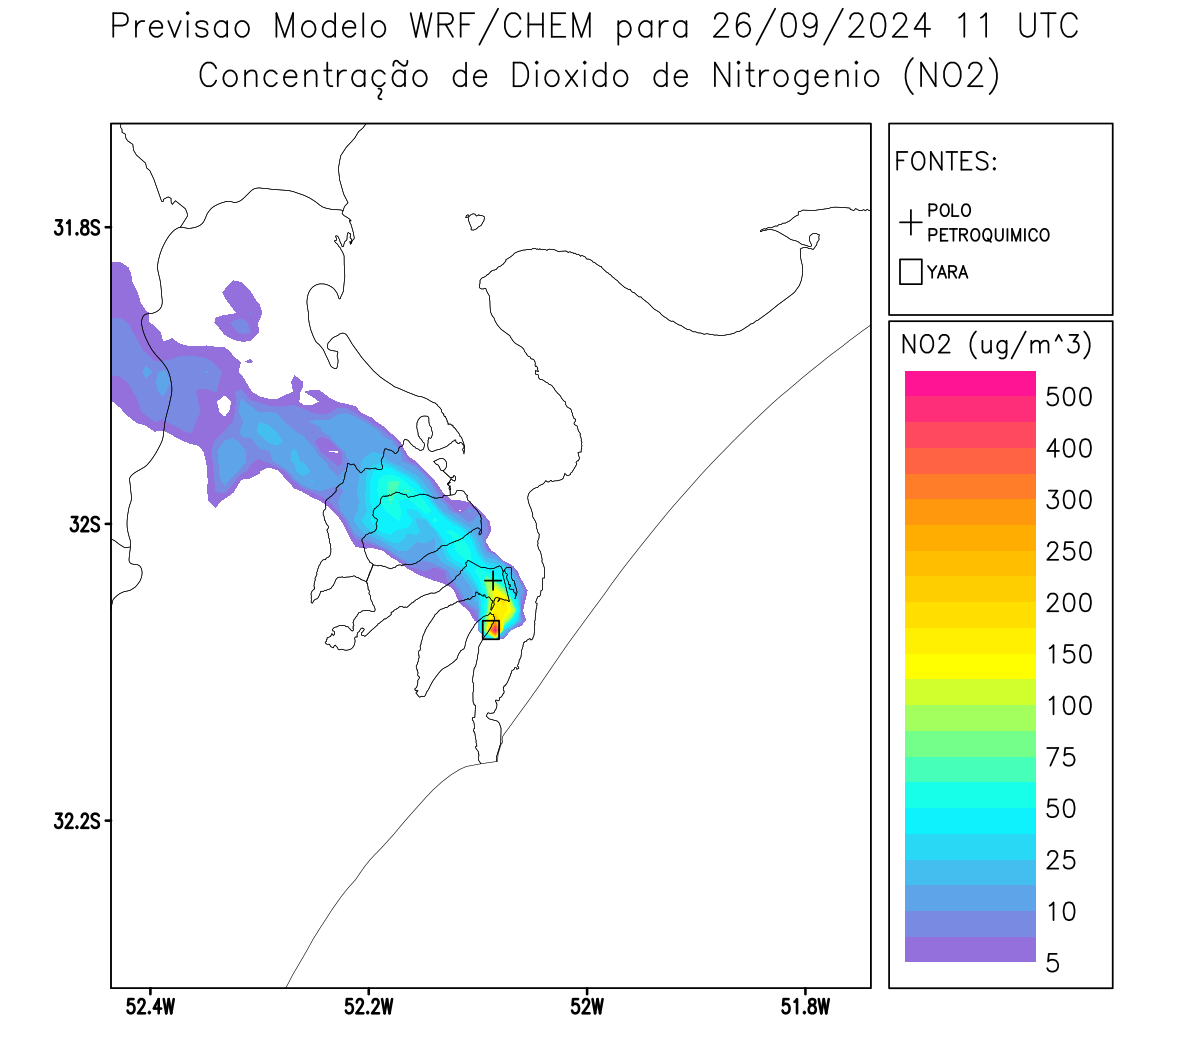 Previsao Modelo WRF/CHEM para 26/09/2024 11 UTC
Concentração de Dioxido de Nitrogenio (NO2)
FONTES:
POLO
PETROQUIMICO
YARA
NO2 (ug/m^3)
500
400
300
250
200
150
100
75
50
25
10
5
31.8S
32S
32.2S
52.4W
52.2W
52W
51.8W